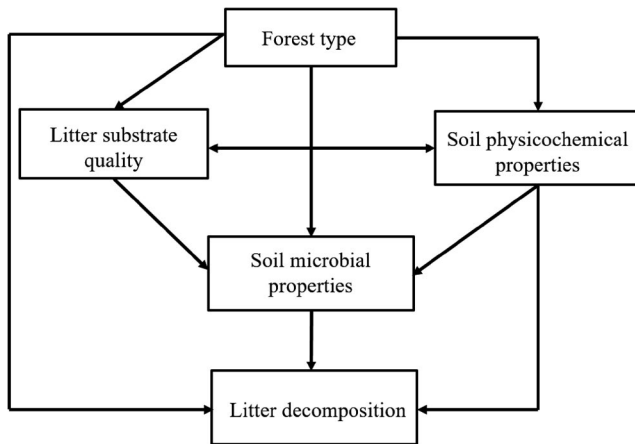 Forest type
Litter substrate
quality
Soil physicochemical
properties
Soil microbial
properties
Litter decomposition